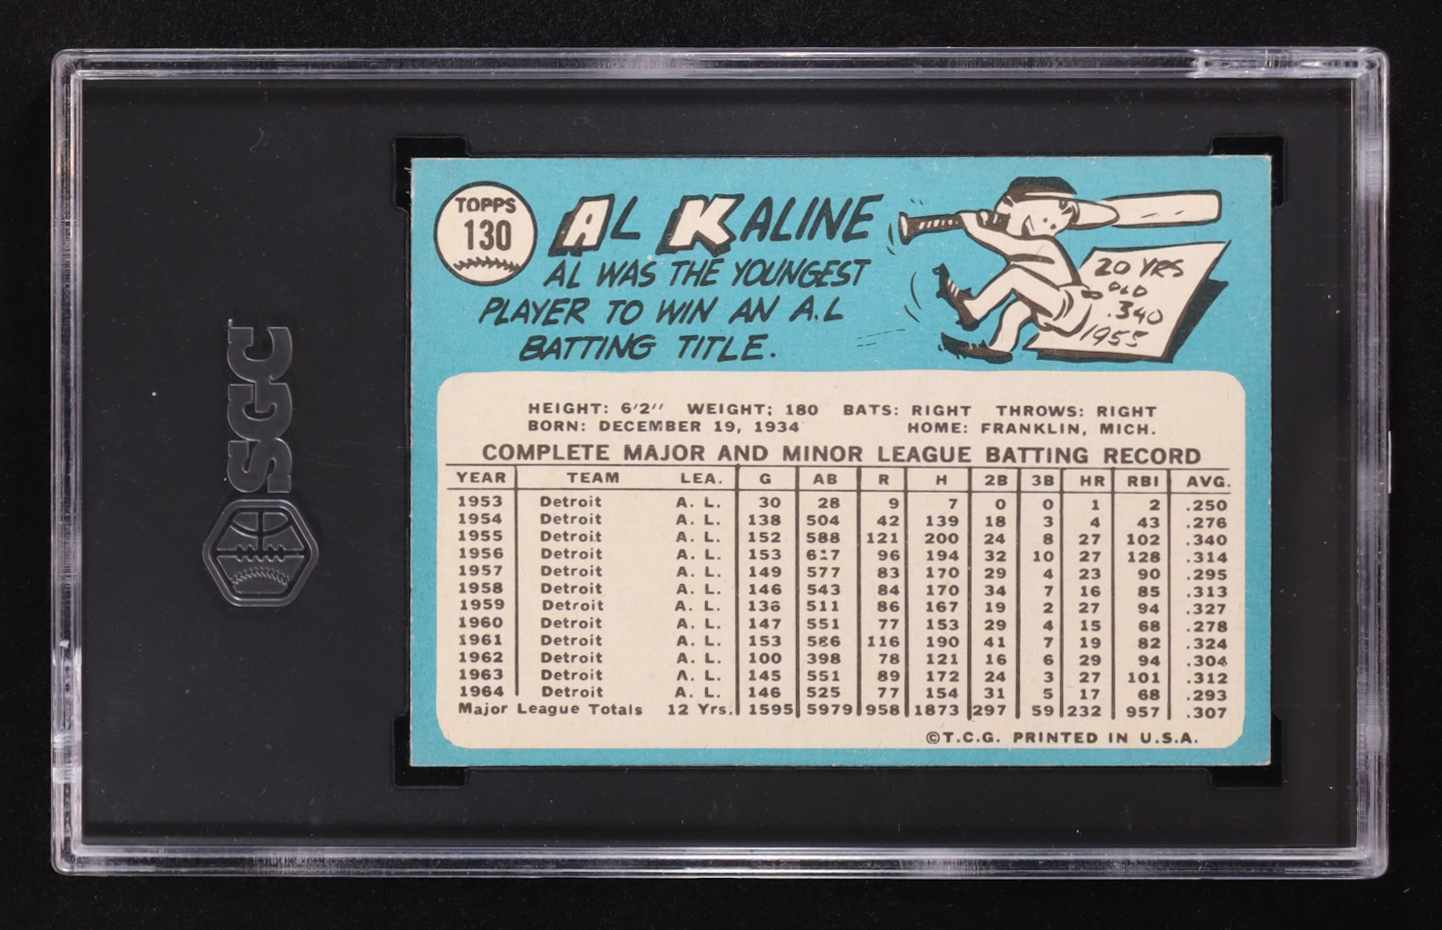 SGC
TOPPS
130
AL KALINE
AL WAS THE YOUNGEST
PLAYER TO WIN AN A.L
BATTING TITLE.
20 YRS
OLD
.340
1955
HEIGHT: 6'2" WEIGHT; 180 BATS: RIGHT THROWS: RIGHT
BORN: DECEMBER 19, 1934 HOME: FRANKLIN, MICH.
COMPLETE MAJOR AND MINOR LEAGUE BATTING RECORD
YEAR TEAM LEA. G AB R H 2B 3B HR RBI AVG.
1953 Detroit A. L. 30 28 9 7 0 0 1 2 .250
1954 Detroit A. L. 138 504 42 139 18 3 4 43 .276
1955 Detroit A. L. 152 588 121 200 24 8 27 102 .340
1956 Detroit A. L. 153 617 96 194 32 10 27 128 .314
1957 Detroit A. L. 149 577 83 170 29 4 23 90 .295
1958 Detroit A. L. 146 543 84 170 34 7 16 85 .313
1959 Detroit A. L. 136 511 86 167 19 2 27 94 .327
1960 Detroit A. L. 147 551 77 153 29 4 15 68 .278
1961 Detroit A. L. 153 586 116 190 41 7 19 82 .324
1962 Detroit A. L. 100 398 78 121 16 6 29 94 .304
1963 Detroit A. L. 145 551 89 172 24 3 27 101 .312
1964 Detroit A. L. 146 525 77 154 31 5 17 68 .293
Major League Totals 12 Yrs. 1595 5979 958 1873 297 59 232 957 .307
©T.C.G. PRINTED IN U.S.A.